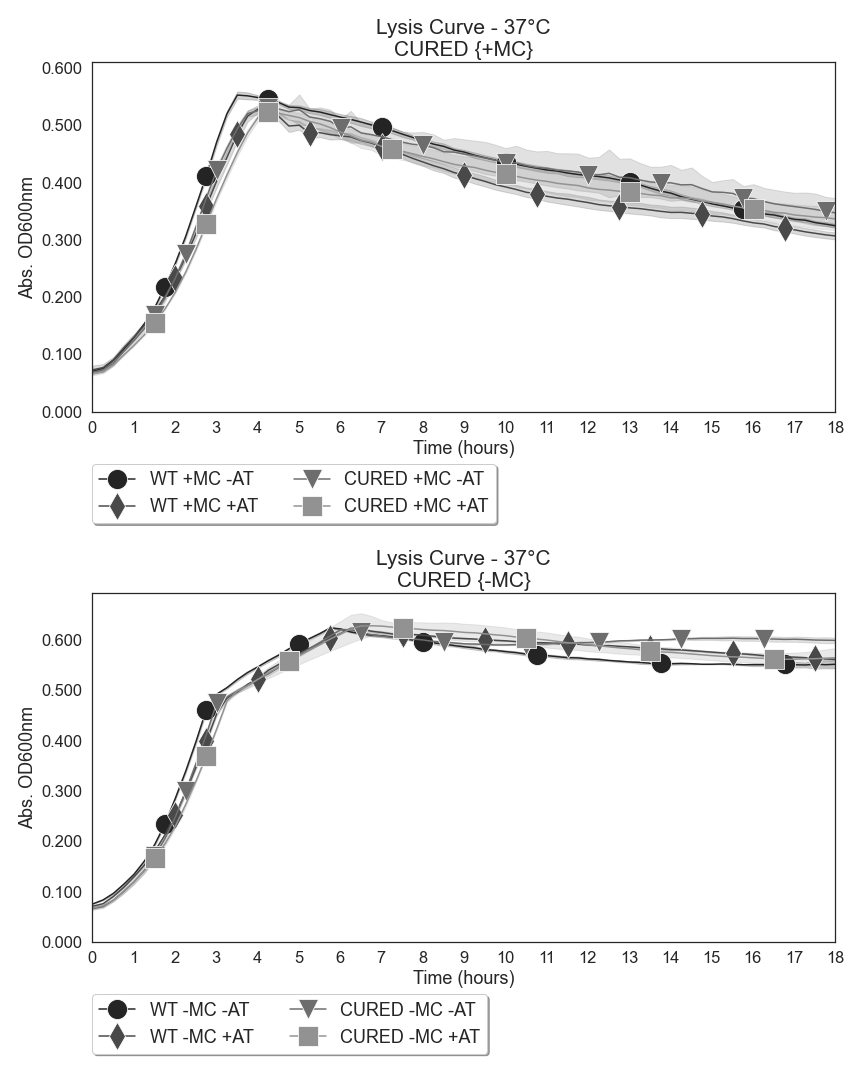 Lysis Curve - 37°C
CURED {+MC}
0.600
0.500
0.400
0.300
0.200
0.100
0.000
Abs. OD600nm
0 1 2 3 4 5 6 7 8 9 10 11 12 13 14 15 16 17 18
Time (hours)
WT +MC -AT CURED +MC -AT
WT +MC +AT CURED +MC +AT
Lysis Curve - 37°C
CURED {-MC}
0.600
0.500
0.400
0.300
0.200
0.100
0.000
Abs. OD600nm
0 1 2 3 4 5 6 7 8 9 10 11 12 13 14 15 16 17 18
Time (hours)
WT -MC -AT CURED -MC -AT
WT -MC +AT CURED -MC +AT